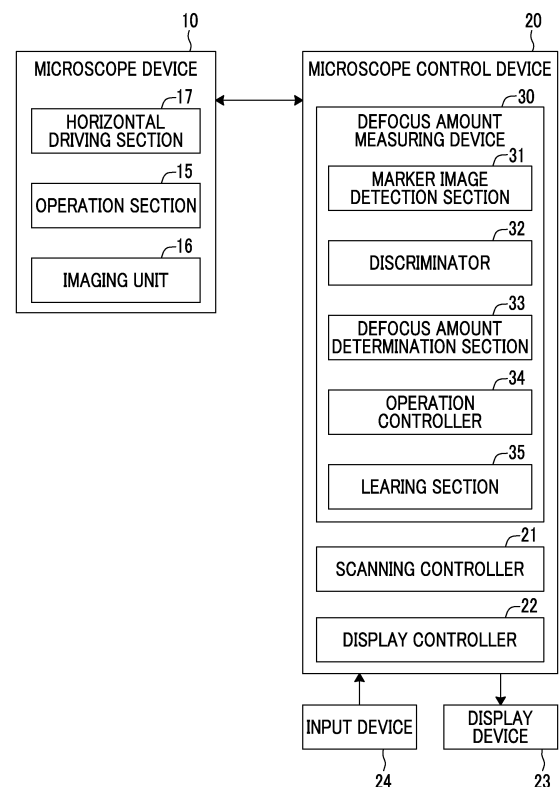 10
MICROSCOPE DEVICE
17
HORIZONTAL
DRIVING SECTION
15
OPERATION SECTION
16
IMAGING UNIT
20
MICROSCOPE CONTROL DEVICE
30
DEFOCUS AMOUNT
MEASURING DEVICE
31
MARKER IMAGE
DETECTION SECTION
32
DISCRIMINATOR
33
DEFOCUS AMOUNT
DETERMINATION SECTION
34
OPERATION
CONTROLLER
35
LEARING SECTION
21
SCANNING CONTROLLER
22
DISPLAY CONTROLLER
INPUT DEVICE
24
DISPLAY
DEVICE
23